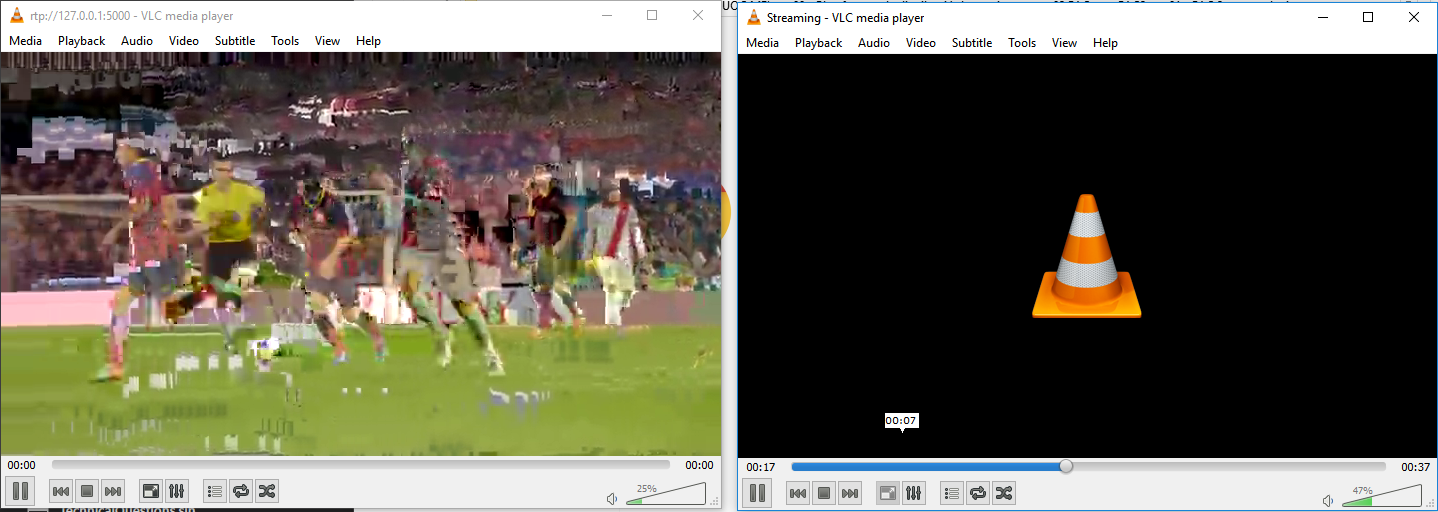 rtp://127.0.0.1:5000 - VLC media player
Media Playback Audio Video Subtitle Tools View Help
00:00
00:00
25%
Streaming - VLC media player
Media Playback Audio Video Subtitle Tools View Help
00:07
00:17
00:37
47%